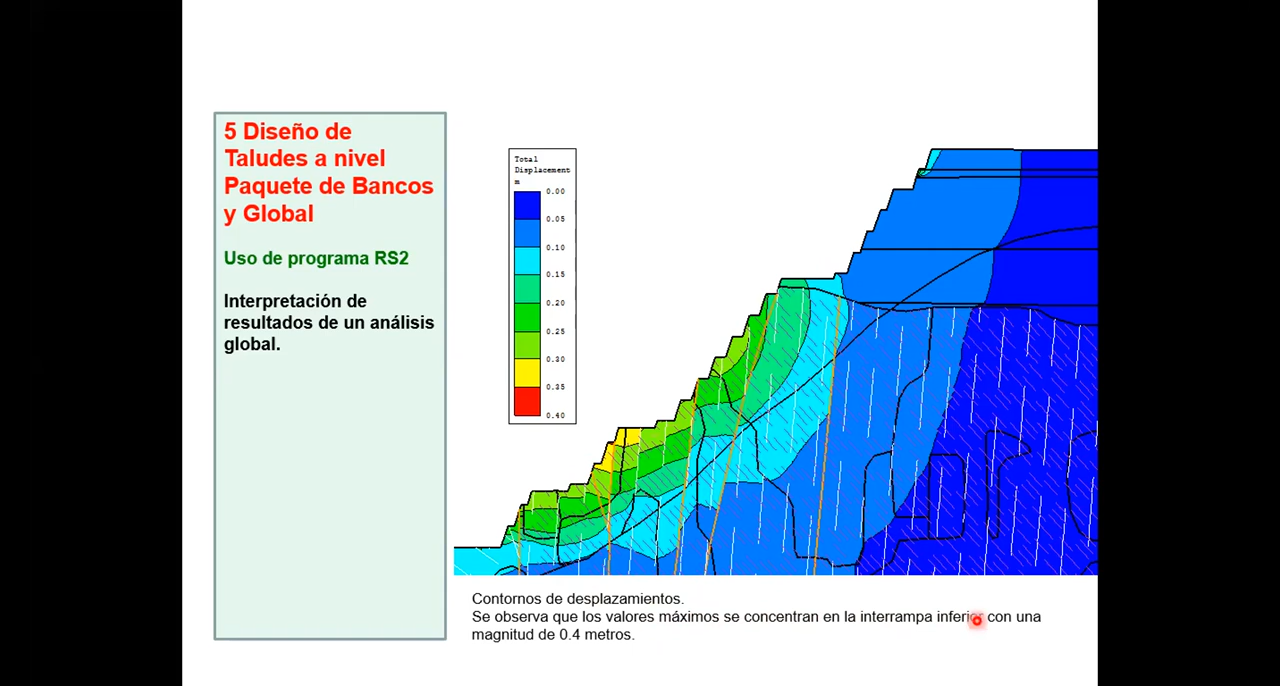 5 Diseño de
Taludes a nivel
Paquete de Bancos
y Global
Uso de programa RS2
Interpretación de
resultados de un análisis
global.
Total
Displacement
m
0.00
0.05
0.10
0.15
0.20
0.25
0.30
0.35
0.40
Contornos de desplazamientos.
Se observa que los valores máximos se concentran en la interrampa inferior con una
magnitud de 0.4 metros.